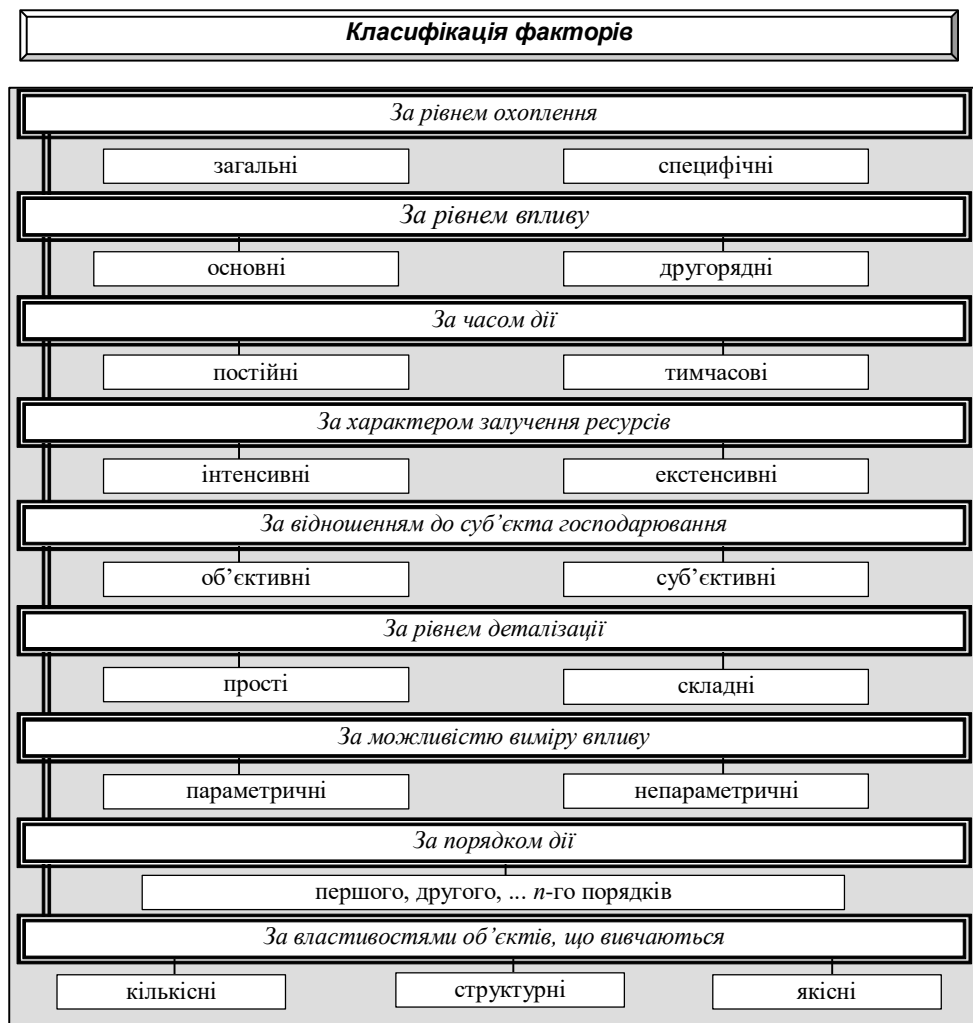 Класифікація факторів
За рівнем охоплення
загальні специфічні
За рівнем впливу
основні другорядні
За часом дії
постійні тимчасові
За характером залучення ресурсів
інтенсивні екстенсивні
За відношенням до суб’єкта господарювання
об’єктивні суб’єктивні
За рівнем деталізації
прості складні
За можливістю виміру впливу
параметричні непараметричні
За порядком дії
першого, другого, ... n-го порядків
За властивостями об’єктів, що вивчаються
кількісні структурні якісні